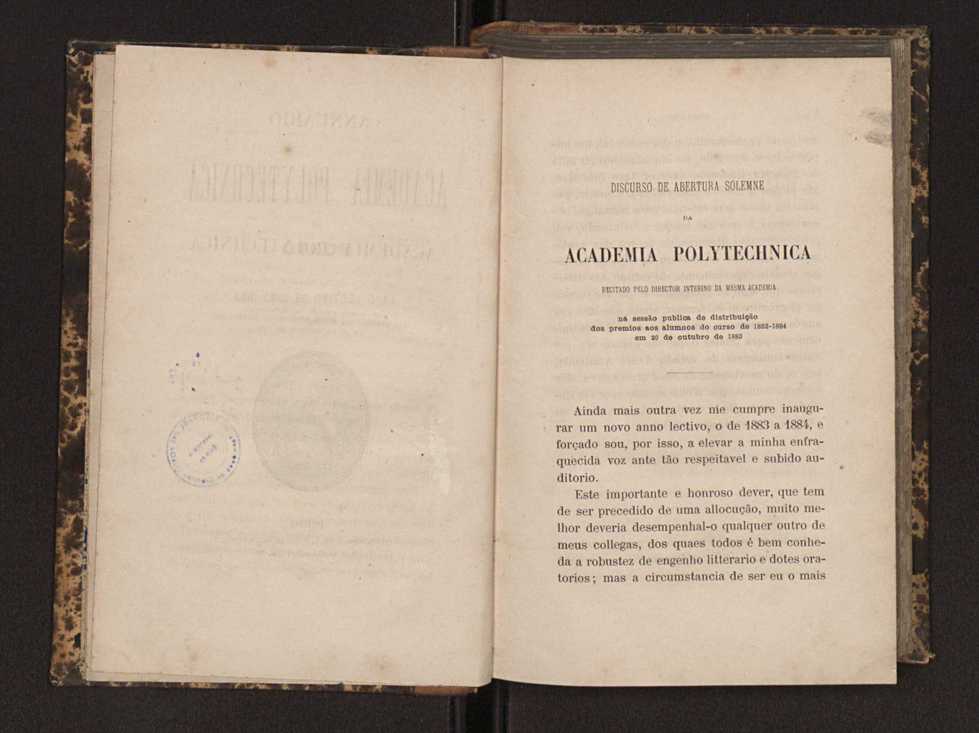 DISCURSO DE ABERTURA SOLEMNE
DA
ACADEMIA POLYTECHNICA
RECITADO PELO DIRECTOR INTERINO DA MESMA ACADEMIA
na sessão publica de distribuição
dos premios aos alumnos do curso de 1883-1884
em 20 de outubro de 1883
Ainda mais outra vez me cumpre inaugu-
rar um novo anno lectivo, o de 1883 a 1884, e
forçado sou, por isso, a elevar a minha enfra-
quecida voz ante tão respeitavel e subido au-
ditorio.
Este importante e honroso dever, que tem
de ser precedido de uma allocução, muito me-
lhor deveria desempenhal-o qualquer outro de
meus collegas, dos quaes todos é bem conhe-
da a robustez de engenho litterario e dotes ora-
torios; mas a circumstancia de ser eu o mais